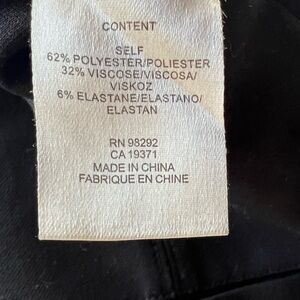 CONTENT
SELF
62% POLYESTER/POLIESTER
32% VISCOSE/VISCOSA/
VISKOZ
6% ELASTANE/ELASTANO/
ELASTAN
RN 98292
CA 19371
MADE IN CHINA
FABRIQUE EN CHINE